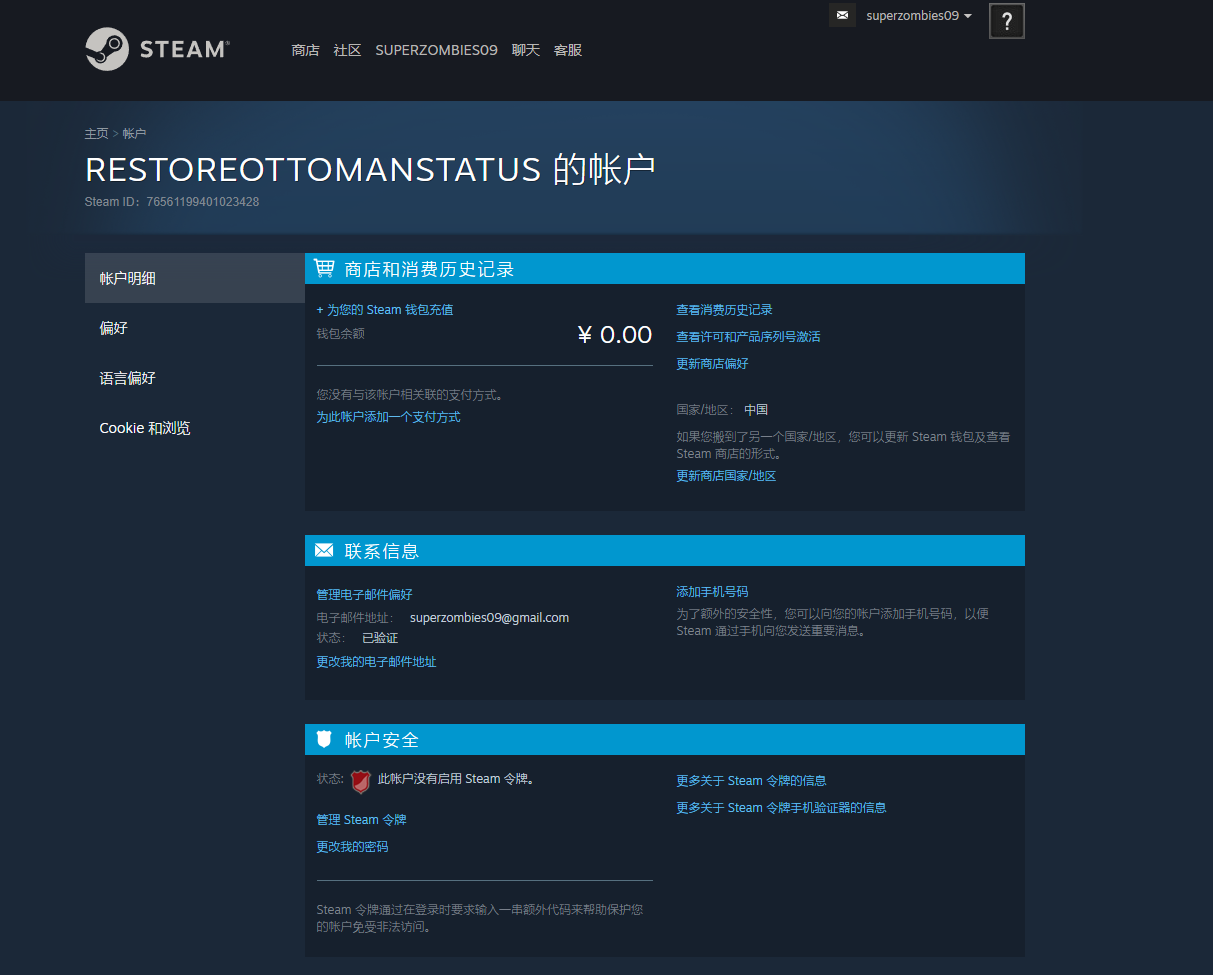 superzombies09
?
STEAM®
商店 社区 SUPERZOMBIES09 聊天 客服
主页 > 帐户
RESTOREOTTOMANSTATUS 的帐户
Steam ID：76561199401023428
帐户明细
偏好
语言偏好
Cookie 和浏览
商店和消费历史记录
+ 为您的 Steam 钱包充值
钱包余额 ¥ 0.00
您没有与该帐户相关联的支付方式。
为此帐户添加一个支付方式
查看消费历史记录
查看许可和产品序列号激活
更新商店偏好
国家/地区： 中国
如果您搬到了另一个国家/地区，您可以更新 Steam 钱包及查看
Steam 商店的形式。
更新商店国家/地区
联系信息
管理电子邮件偏好
电子邮件地址： superzombies09@gmail.com
状态： 已验证
更改我的电子邮件地址
添加手机号码
为了额外的安全性，您可以向您的帐户添加手机号码，以便
Steam 通过手机向您发送重要消息。
帐户安全
状态: 此帐户没有启用 Steam 令牌。
管理 Steam 令牌
更改我的密码
更多关于 Steam 令牌的信息
更多关于 Steam 令牌手机验证器的信息
Steam 令牌通过在登录时要求输入一串额外代码来帮助保护您
的帐户免受非法访问。